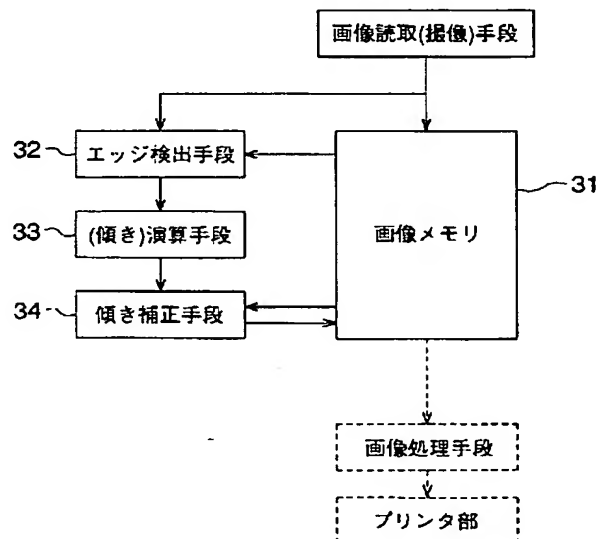 画像読取(撮像)手段
32
エッジ検出手段
31
33
(傾き)演算手段
画像メモリ
34
傾き補正手段
画像処理手段
プリンタ部